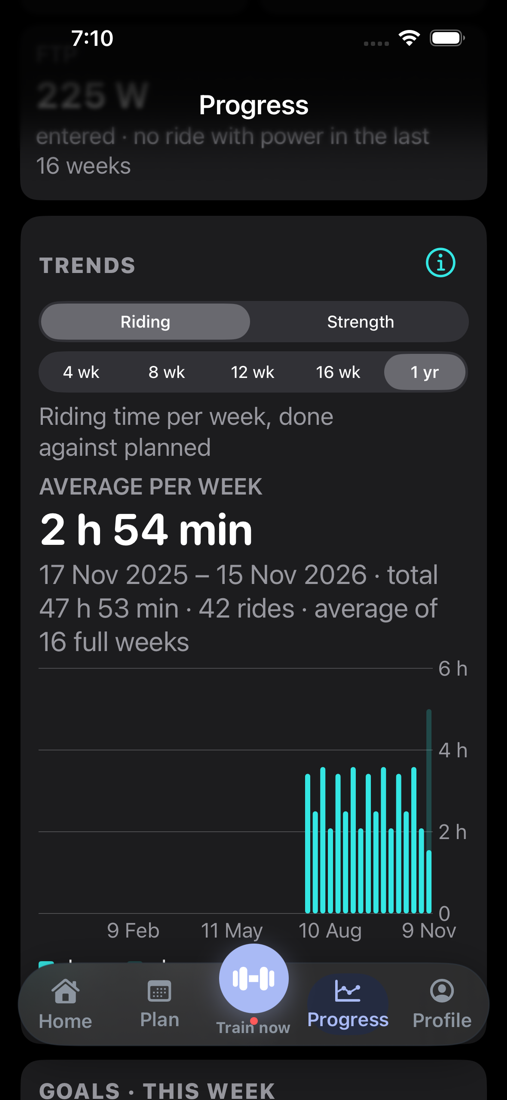 7:10
FTP
225 W
Progress
entered · no ride with power in the last
16 weeks
TRENDS
Riding
Strength
4 wk
8 wk
12 wk
16 wk
1 yr
Riding time per week, done
against planned
AVERAGE PER WEEK
2 h 54 min
17 Nov 2025 – 15 Nov 2026 · total
47 h 53 min · 42 rides · average of
16 full weeks
6 h
4 h
2 h
0
9 Feb
11 May
10 Aug
9 Nov
Home
Plan
Train now
Progress
Profile
GOALS · THIS WEEK